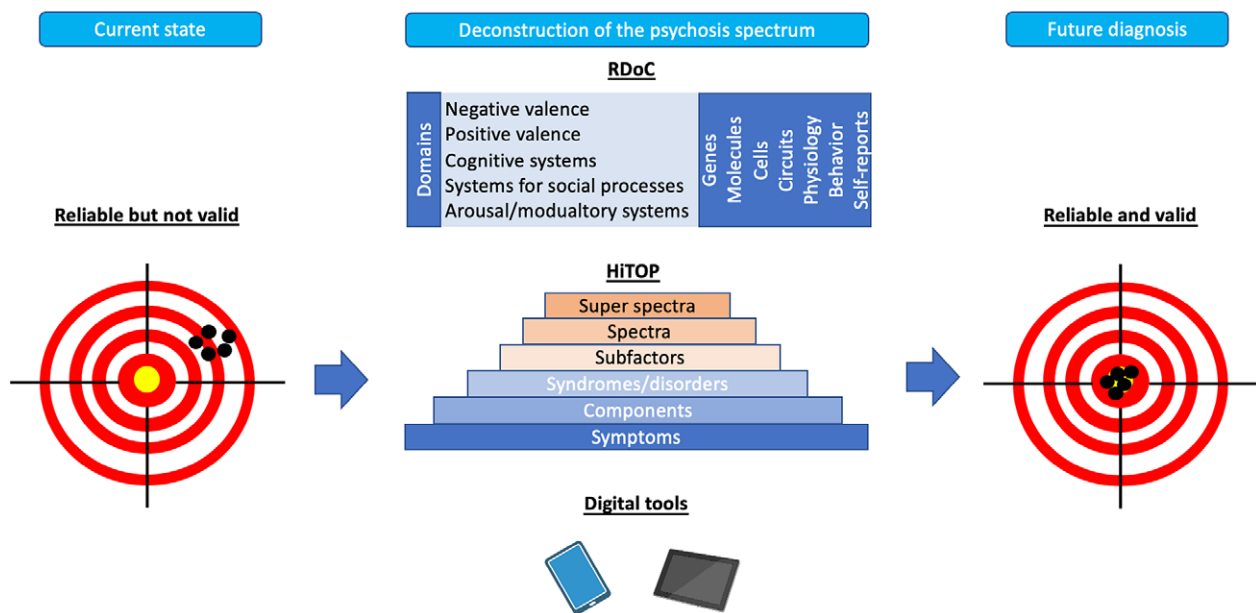 Current state
Deconstruction of the psychosis spectrum
Future diagnosis
RDoC
Domains
Negative valence
Positive valence
Cognitive systems
Systems for social processes
Arousal/modualtory systems
Genes
Molecules
Cells
Circuits
Physiology
Behavior
Self-reports
Reliable but not valid
Reliable and valid
HiTOP
Super spectra
Spectra
Subfactors
Syndromes/disorders
Components
Symptoms
Digital tools